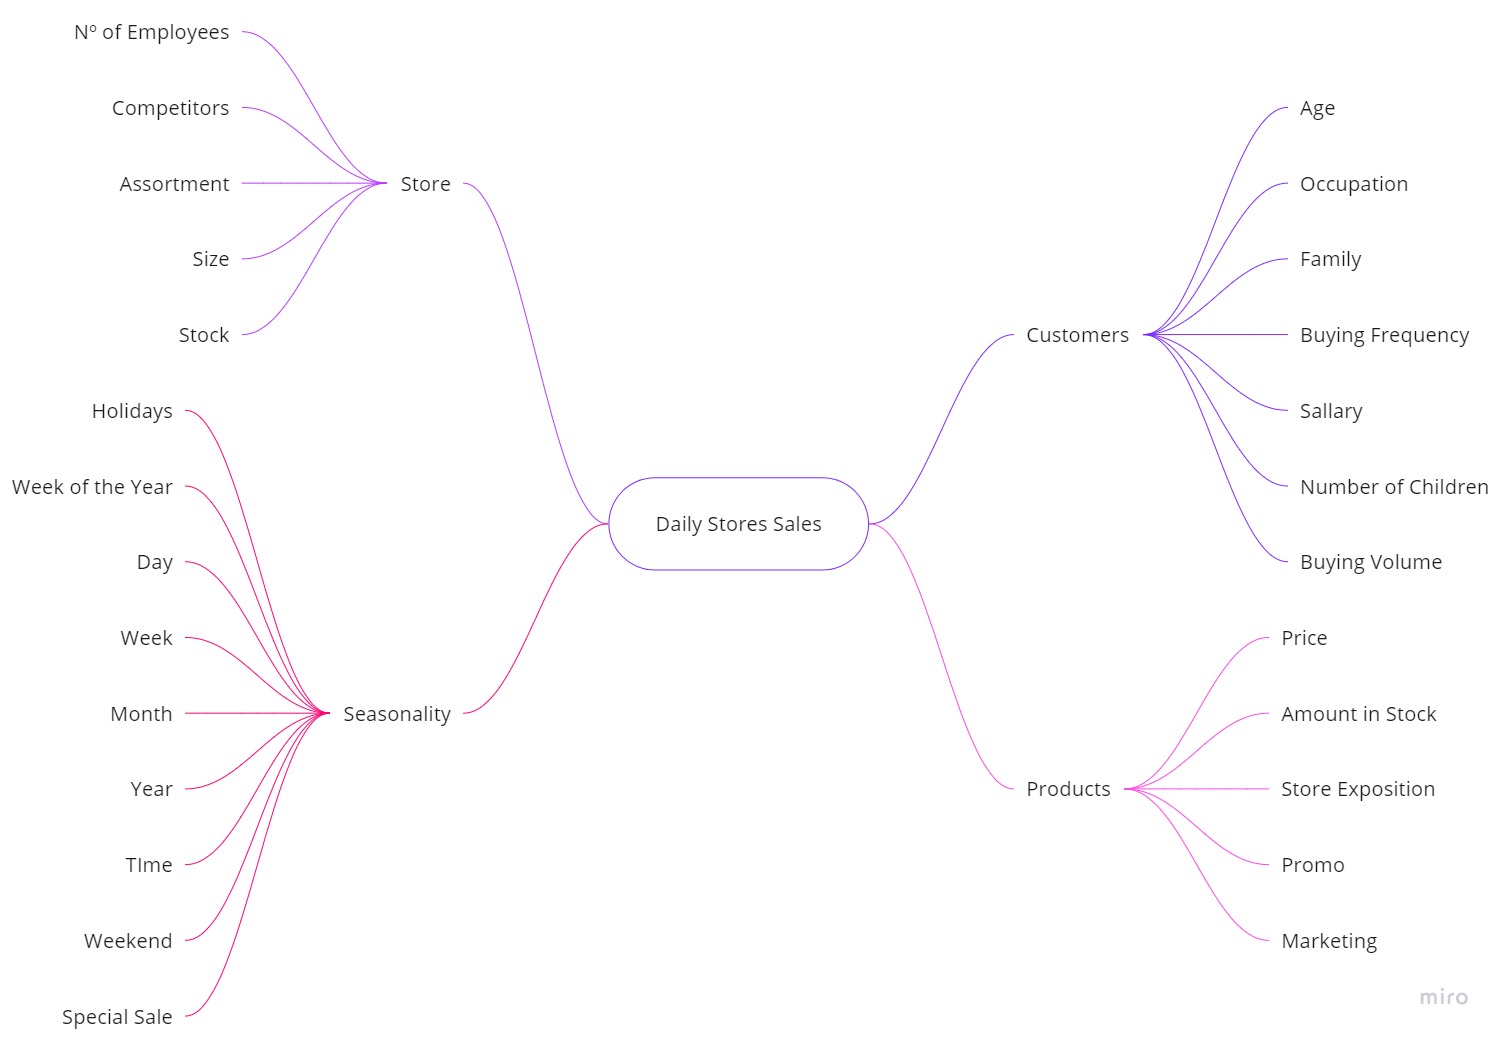 Nº of Employees
Competitors
Assortment
Size
Stock
Store
Holidays
Week of the Year
Day
Week
Month
Year
TIme
Weekend
Special Sale
Seasonality
Daily Stores Sales
Customers
Age
Occupation
Family
Buying Frequency
Sallary
Number of Children
Buying Volume
Products
Price
Amount in Stock
Store Exposition
Promo
Marketing
miro